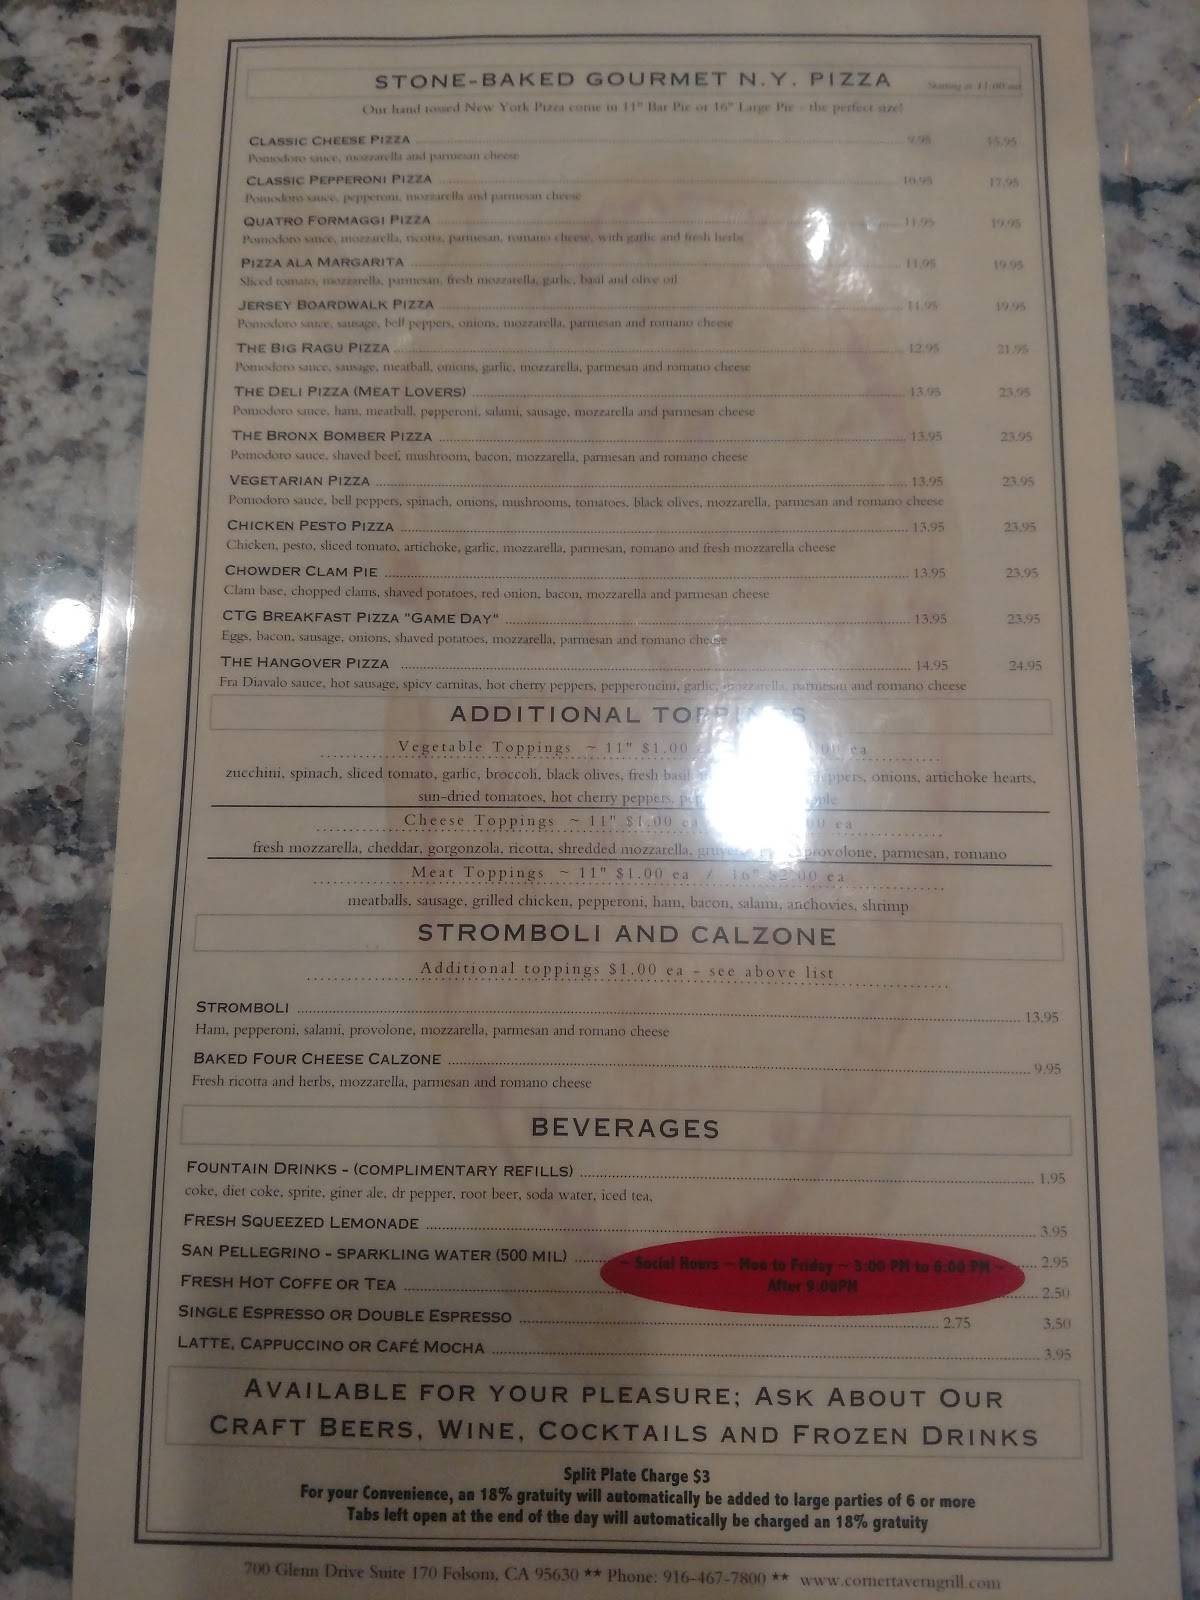 STONE-BAKED GOURMET N.Y. PIZZA Starting at 11:00 am
Our hand tossed New York Pizza come in 11" Bar Pie or 16" Large Pie - the perfect size!
CLASSIC CHEESE PIZZA 9.95 15.95
Pomodoro sauce, mozzarella and parmesan cheese
CLASSIC PEPPERONI PIZZA 10.95 17.95
Pomodoro sauce, pepperoni, mozzarella and parmesan cheese
QUATRO FORMAGGI PIZZA 11.95 19.95
Pomodoro sauce, mozzarella, ricotta, parmesan, romano cheese, with garlic and fresh herbs
PIZZA ALA MARGARITA 11.95 19.95
Sliced tomato, mozzarella, parmesan, fresh mozzarella, garlic, basil and olive oil
JERSEY BOARDWALK PIZZA 11.95 19.95
Pomodoro sauce, sausage, bell peppers, onions, mozzarella, parmesan and romano cheese
THE BIG RAGU PIZZA 12.95 21.95
Pomodoro sauce, sausage, meatball, onions, garlic, mozzarella, parmesan and romano cheese
THE DELI PIZZA (MEAT LOVERS) 13.95 23.95
Pomodoro sauce, ham, meatball, pepperoni, salami, sausage, mozzarella and parmesan cheese
THE BRONX BOMBER PIZZA 13.95 23.95
Pomodoro sauce, shaved beef, mushroom, bacon, mozzarella, parmesan and romano cheese
VEGETARIAN PIZZA 13.95 23.95
Pomodoro sauce, bell peppers, spinach, onions, mushrooms, tomatoes, black olives, mozzarella, parmesan and romano cheese
CHICKEN PESTO PIZZA 13.95 23.95
Chicken, pesto, sliced tomato, artichoke, garlic, mozzarella, parmesan, romano and fresh mozzarella cheese
CHOWDER CLAM PIE 13.95 23.95
Clam base, chopped clams, shaved potatoes, red onion, bacon, mozzarella and parmesan cheese
CTG BREAKFAST PIZZA "GAME DAY" 13.95 23.95
Eggs, bacon, sausage, onions, shaved potatoes, mozzarella, parmesan and romano cheese
THE HANGOVER PIZZA 14.95 24.95
Fra Diavalo sauce, hot sausage, spicy carnitas, hot cherry peppers, pepperoncini, garlic, mozzarella, parmesan and romano cheese
ADDITIONAL TOPPINGS
Vegetable Toppings ~ 11" $1.00 ea
zucchini, spinach, sliced tomato, garlic, broccoli, black olives, fresh basil, peppers, onions, artichoke hearts,
sun-dried tomatoes, hot cherry peppers,
Cheese Toppings ~ 11" $1.00 ea ea
fresh mozzarella, cheddar, gorgonzola, ricotta, shredded mozzarella, provolone, parmesan, romano
Meat Toppings ~ 11" $1.00 ea / 16" $2.00 ea
meatballs, sausage, grilled chicken, pepperoni, ham, bacon, salami, anchovies, shrimp
STROMBOLI AND CALZONE
Additional toppings $1.00 ea - see above list
STROMBOLI 13.95
Ham, pepperoni, salami, provolone, mozzarella, parmesan and romano cheese
BAKED FOUR CHEESE CALZONE 9.95
Fresh ricotta and herbs, mozzarella, parmesan and romano cheese
BEVERAGES
FOUNTAIN DRINKS - (COMPLIMENTARY REFILLS) 1.95
coke, diet coke, sprite, giner ale, dr pepper, root beer, soda water, iced tea,
FRESH SQUEEZED LEMONADE 3.95
SAN PELLEGRINO - SPARKLING WATER (500 MIL) 2.95
~ Social Hours ~ Mon to Friday ~ 3:00 PM to 6:00 PM ~
After 9:00PM
FRESH HOT COFFE OR TEA 2.50
SINGLE ESPRESSO OR DOUBLE ESPRESSO 2.75 3.50
LATTE, CAPPUCCINO OR CAFÉ MOCHA 3.95
AVAILABLE FOR YOUR PLEASURE; ASK ABOUT OUR
CRAFT BEERS, WINE, COCKTAILS AND FROZEN DRINKS
Split Plate Charge $3
For your Convenience, an 18% gratuity will automatically be added to large parties of 6 or more
Tabs left open at the end of the day will automatically be charged an 18% gratuity
700 Glenn Drive Suite 170 Folsom, CA 95630 ** Phone: 916-467-7800 ** www.cornertaverngrill.com